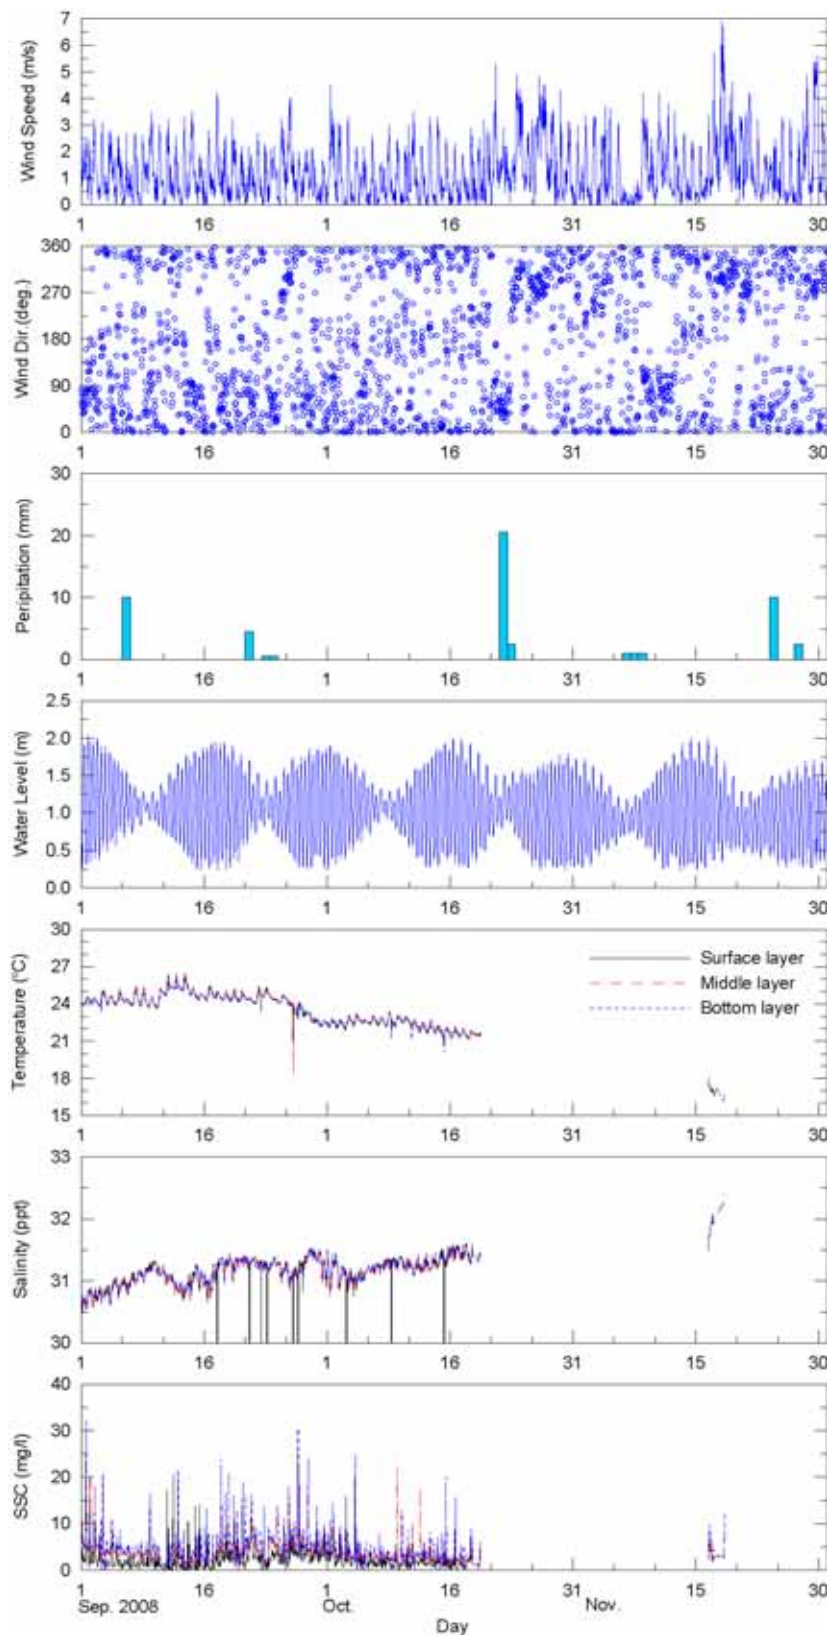 7
6
5
4
3
2
1
0
Wind Speed (m/s)
1 16 1 16 31 15 30
360
270
180
90
0
Wind Dir.(deg.)
1 16 1 16 31 15 30
30
20
10
0
Peripitation (mm)
1 16 1 16 31 15 30
2.5
2.0
1.5
1.0
0.5
0.0
Water Level (m)
1 16 1 16 31 15 30
30
27
24
21
18
15
Temperature (°C)
Surface layer
Middle layer
Bottom layer
1 16 1 16 31 15 30
33
32
31
30
Salinity (ppt)
1 16 1 16 31 15 30
40
30
20
10
0
SSC (mg/l)
1 16 1 16 31 15 30
Sep. 2008 Oct. Nov.
Day